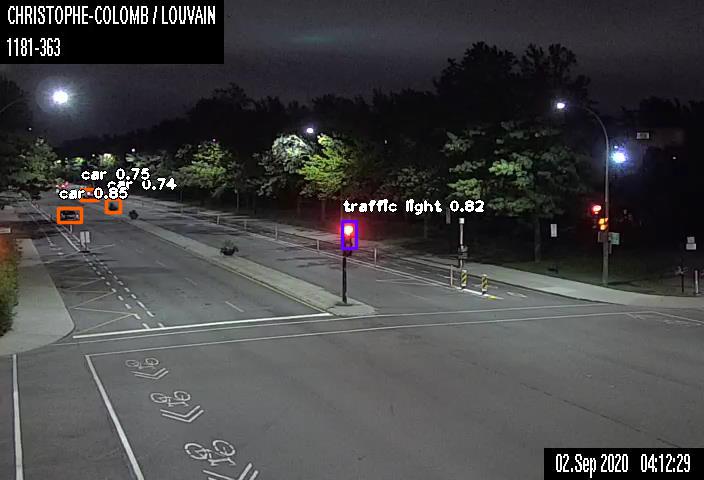 CHRISTOPHE-COLOMB / LOUVAIN
1181-363
car 0.75
car 0.74
car 0.85
traffic light 0.82
02.Sep 2020 04:12:29